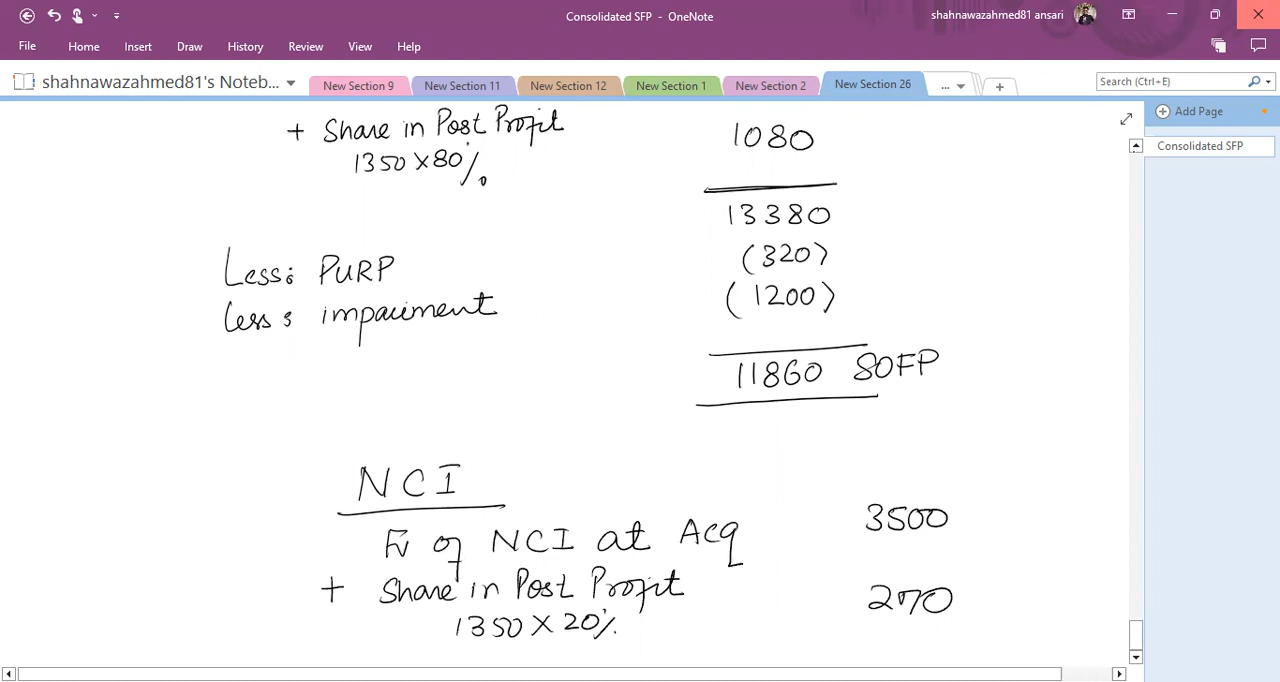 Consolidated SFP - OneNote
shahnawazahmed81 ansari
File Home Insert Draw History Review View Help
shahnawazahmed81's Noteb...
New Section 9 New Section 11 New Section 12 New Section 1 New Section 2 New Section 26 ...
Search (Ctrl+E)
Add Page
Consolidated SFP
+ Share in Post Profit 1080
1350 X 80%
13380
Less: PURP (320)
less: impairment (1200)
11860 SOFP
NCI
Fv of NCI at Acq 3500
+ Share in Post Profit 270
1350 X 20%